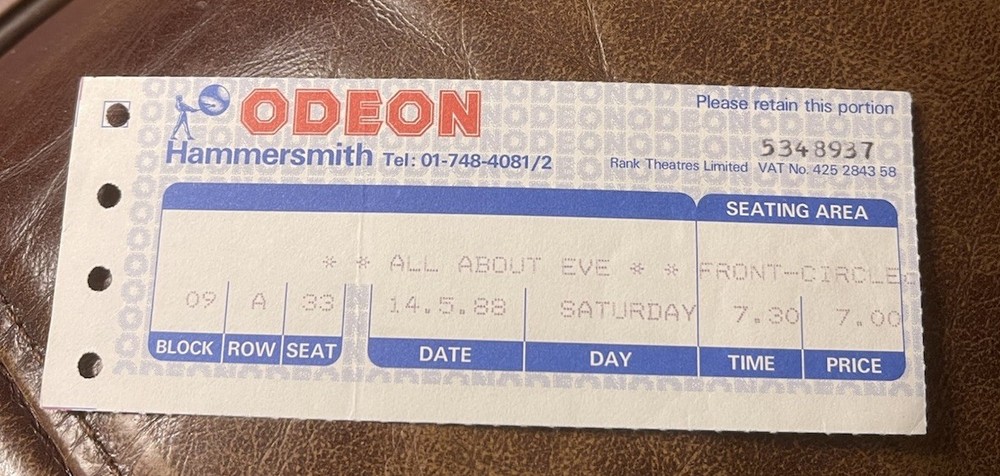 ODEON
Please retain this portion
Hammersmith Tel: 01-748-4081/2
5348937
Rank Theatres Limited VAT No. 425 2843 58
SEATING AREA
* * ALL ABOUT EVE * * FRONT-CIRCLE
09 A 33 14.5.88 SATURDAY 7.30 7.00
BLOCK ROW SEAT DATE DAY TIME PRICE